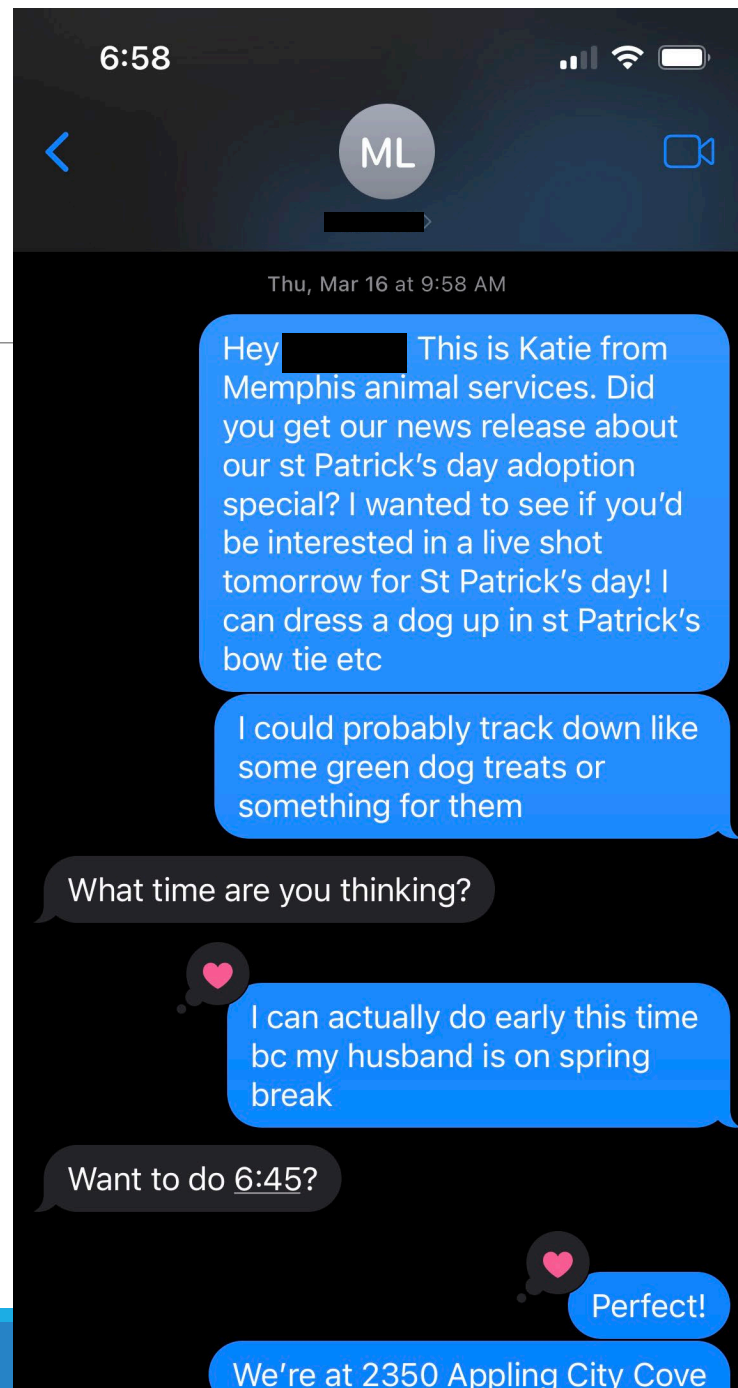 6:58
ML
Thu, Mar 16 at 9:58 AM
Hey This is Katie from
Memphis animal services. Did
you get our news release about
our st Patrick’s day adoption
special? I wanted to see if you’d
be interested in a live shot
tomorrow for St Patrick’s day! I
can dress a dog up in st Patrick’s
bow tie etc
I could probably track down like
some green dog treats or
something for them
What time are you thinking?
I can actually do early this time
bc my husband is on spring
break
Want to do 6:45?
Perfect!
We’re at 2350 Appling City Cove